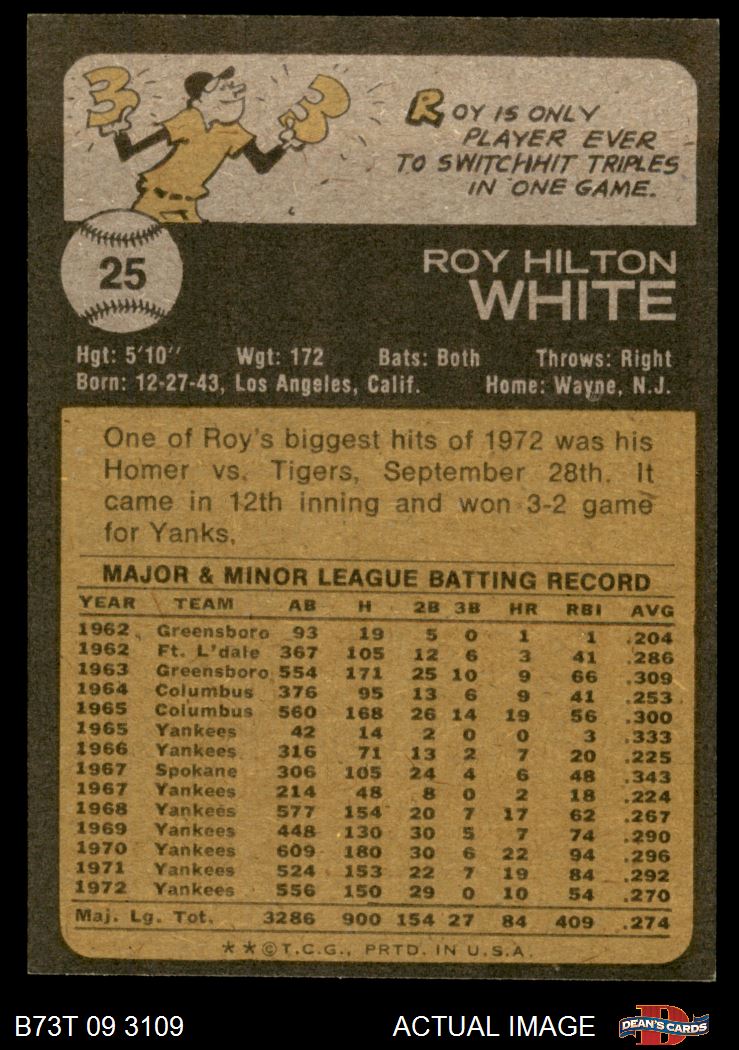 3 3
ROY IS ONLY
PLAYER EVER
TO SWITCHHIT TRIPLES
IN ONE GAME.
25
ROY HILTON
WHITE
Hgt: 5'10" Wgt: 172 Bats: Both Throws: Right
Born: 12-27-43, Los Angeles, Calif. Home: Wayne, N.J.
One of Roy's biggest hits of 1972 was his
Homer vs. Tigers, September 28th. It
came in 12th inning and won 3-2 game
for Yanks.
MAJOR & MINOR LEAGUE BATTING RECORD
YEAR TEAM AB H 2B 3B HR RBI AVG
1962 Greensboro 93 19 5 0 1 1 .204
1962 Ft. L'dale 367 105 12 6 3 41 .286
1963 Greensboro 554 171 25 10 9 66 .309
1964 Columbus 376 95 13 6 9 41 .253
1965 Columbus 560 168 26 14 19 56 .300
1965 Yankees 42 14 2 0 0 3 .333
1966 Yankees 316 71 13 2 7 20 .225
1967 Spokane 306 105 24 4 6 48 .343
1967 Yankees 214 48 8 0 2 18 .224
1968 Yankees 577 154 20 7 17 62 .267
1969 Yankees 448 130 30 5 7 74 .290
1970 Yankees 609 180 30 6 22 94 .296
1971 Yankees 524 153 22 7 19 84 .292
1972 Yankees 556 150 29 0 10 54 .270
Maj. Lg. Tot. 3286 900 154 27 84 409 .274
**©T.C.G., PRTD. IN U.S.A.
B73T 09 3109 ACTUAL IMAGE D DEAN'S CARDS